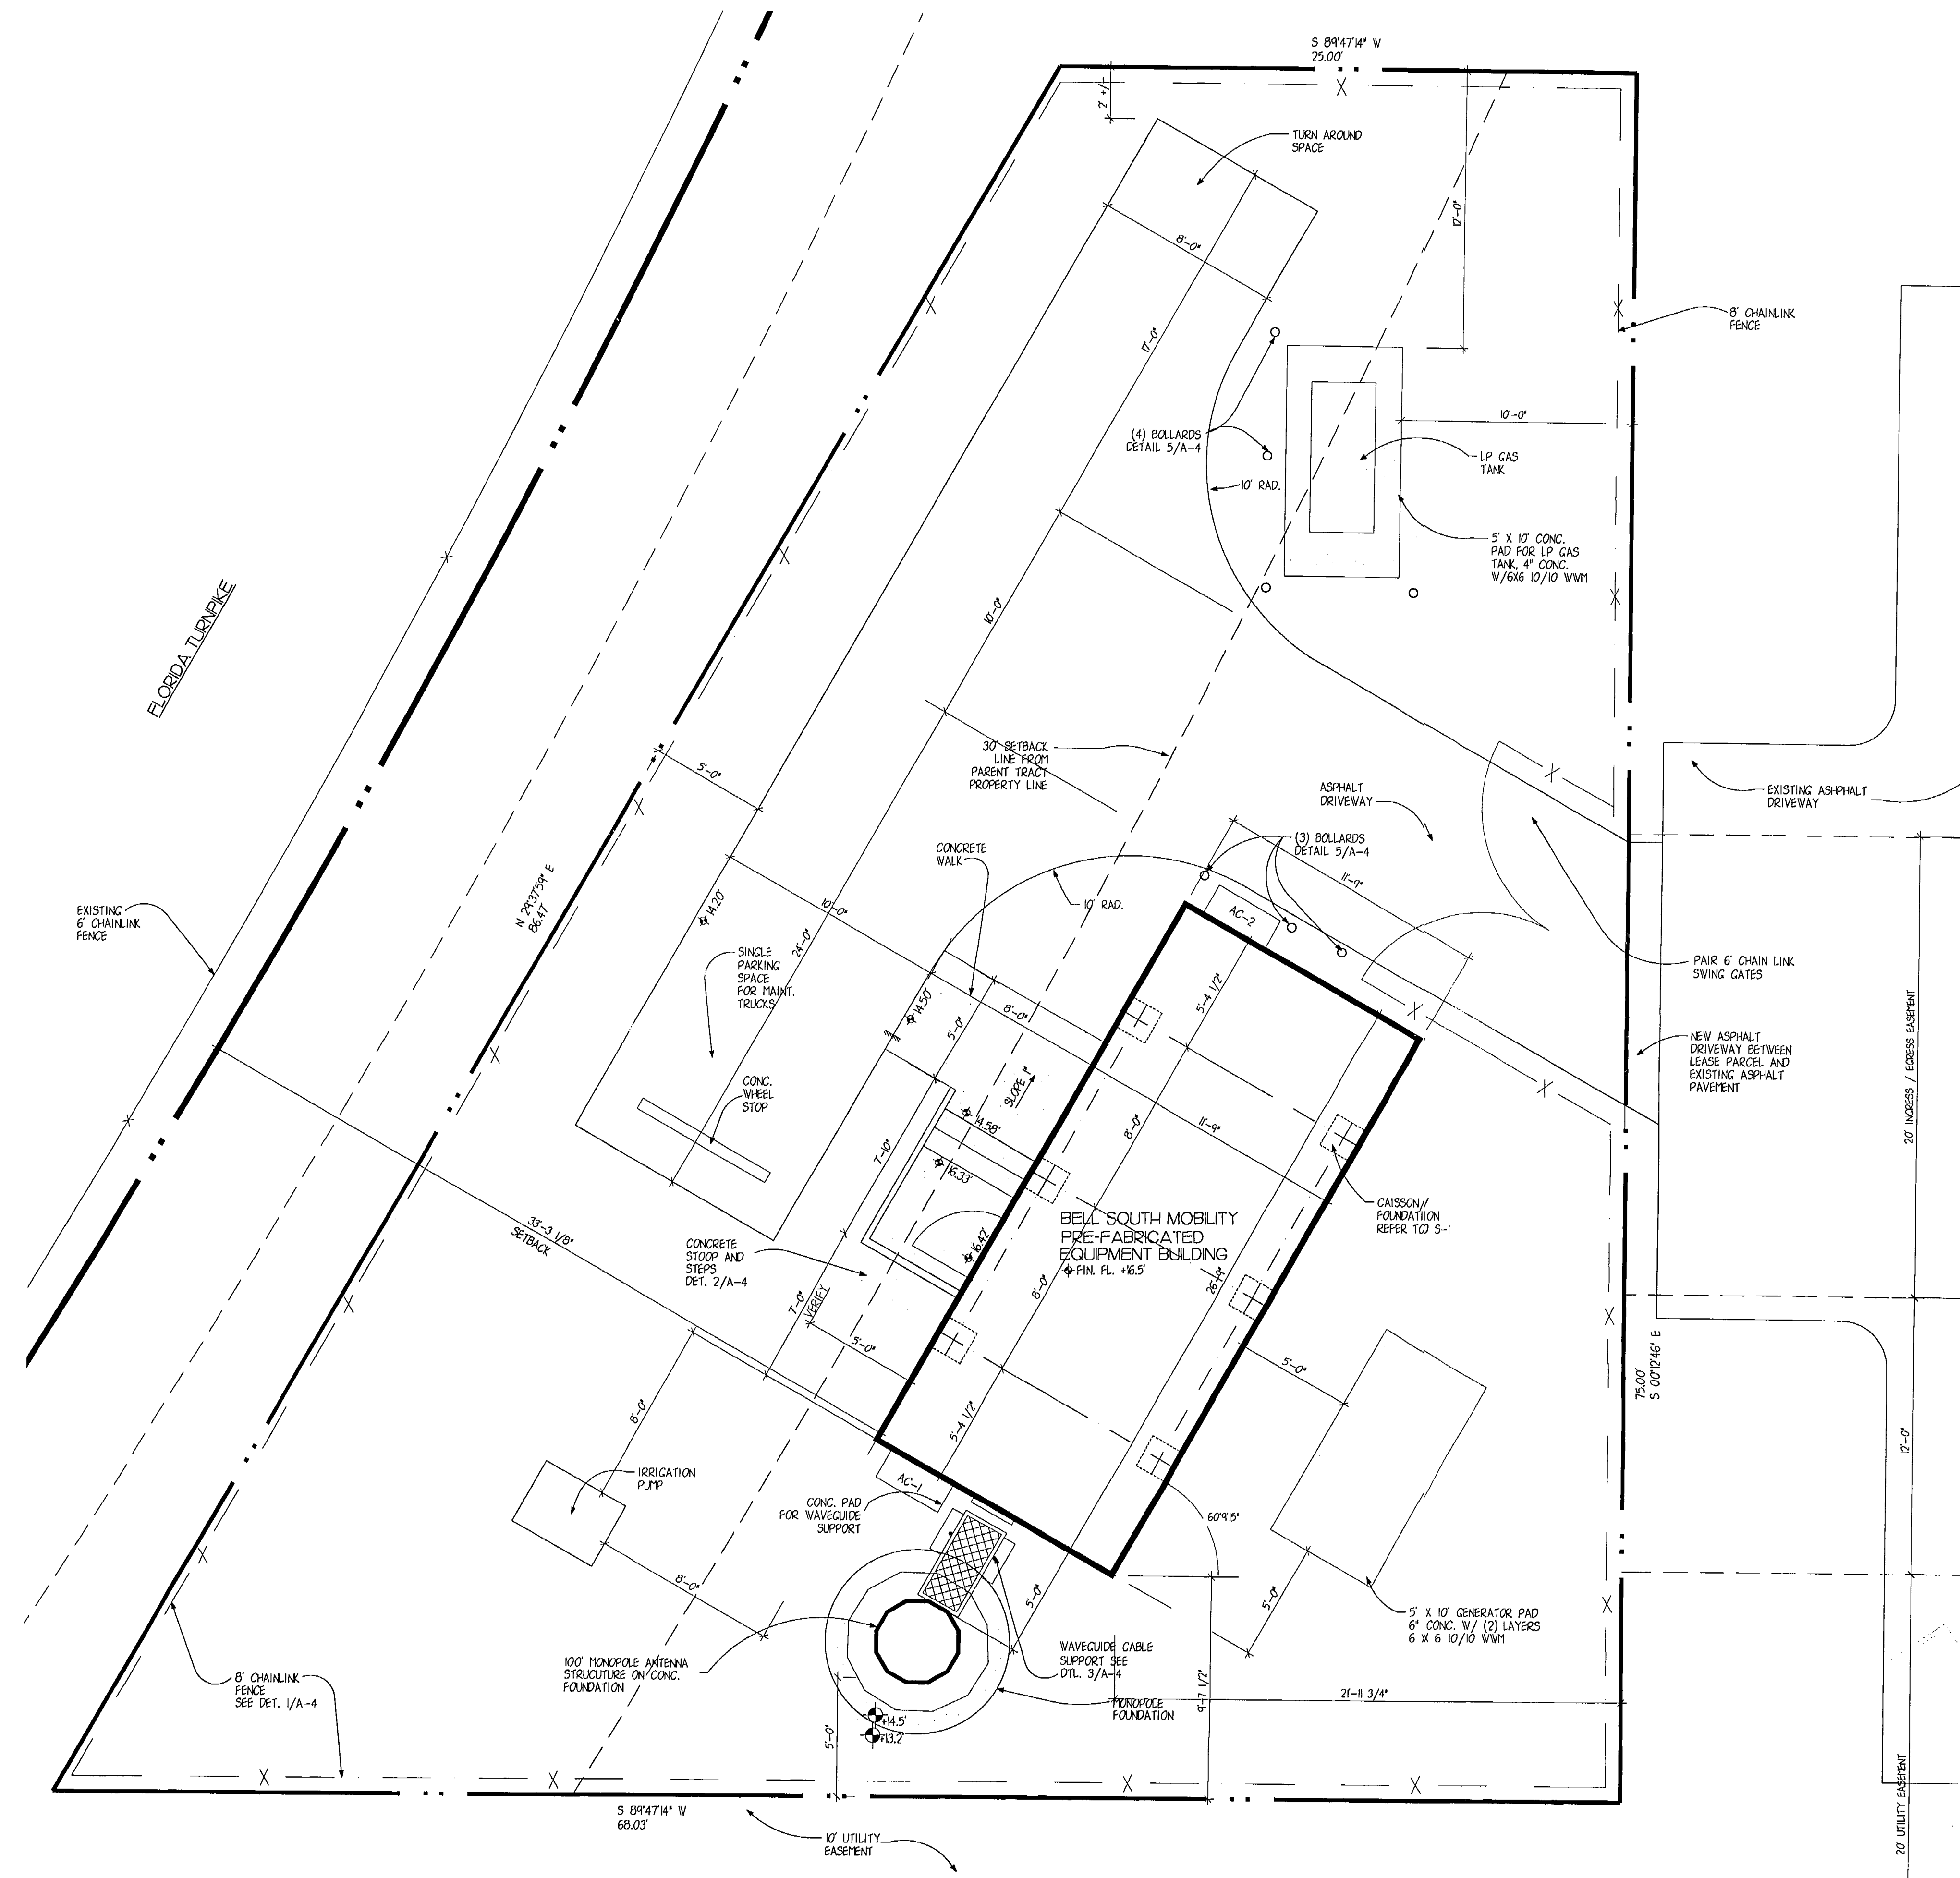 S 89°47'14" W
25.00'
2' +/-
TURN AROUND
SPACE
12'-0"
8'-0"
17'-0"
8' CHAINLINK
FENCE
(4) BOLLARDS
DETAIL 5/A-4
10'-0"
LP GAS
TANK
10' RAD.
5' X 10' CONC.
PAD FOR LP GAS
TANK, 4" CONC.
W/6X6 10/10 WWM
FLORIDA TURNPIKE
10'-0"
30' SETBACK
LINE FROM
PARENT TRACT
PROPERTY LINE
5'-0"
ASPHALT
DRIVEWAY
EXISTING ASHPHALT
DRIVEWAY
(3) BOLLARDS
DETAIL 5/A-4
CONCRETE
WALK
11'-9"
N 29°37'59" E
86.47'
14.20'
10'-0"
10' RAD.
AC-2
EXISTING
6' CHAINLINK
FENCE
SINGLE
PARKING
SPACE
FOR MAINT.
TRUCKS
24'-0"
PAIR 6' CHAIN LINK
SWING GATES
5'-4 1/2"
14.50'
5'-0"
8'-0"
20' INGRESS / EGRESS EASEMENT
NEW ASPHALT
DRIVEWAY BETWEEN
LEASE PARCEL AND
EXISTING ASPHALT
PAVEMENT
CONC.
WHEEL
STOP
SLOPE 1"
14.58'
8'-0"
11'-9"
7'-10"
16.33'
CAISSON//
FOUNDATIION
REFER TCO S-1
BELL SOUTH MOBILITY
PRE-FABRICATED
EQUIPMENT BUILDING
FIN. FL. +16.5'
33'-3 1/8"
SETBACK
16.42'
CONCRETE
STOOP AND
STEPS
DET. 2/A-4
8'-0"
26'-9"
7'-0"
VERIFY
5'-0"
5'-0"
75.00'
S 00°12'46" E
8'-0"
5'-4 1/2"
12'-0"
IRRIGATION
PUMP
AC-1
CONC. PAD
FOR WAVEGUIDE
SUPPORT
60°9'15"
8'-0"
5'-0"
5'-0"
5' X 10' GENERATOR PAD
6" CONC. W/ (2) LAYERS
6 X 6 10/10 WWM
100' MONOPOLE ANTENNA
STRUCUTURE ON CONC.
FOUNDATION
WAVEGUIDE CABLE
SUPPORT SEE
DTL. 3/A-4
8' CHAINLINK
FENCE
SEE DET. 1/A-4
9'-7 1/2"
21'-11 3/4"
MONOPOLE
FOUNDATION
+14.5'
+13.2'
5'-0"
20' UTILITY EASEMENT
S 89°47'14" W
68.03'
10' UTILITY
EASEMENT